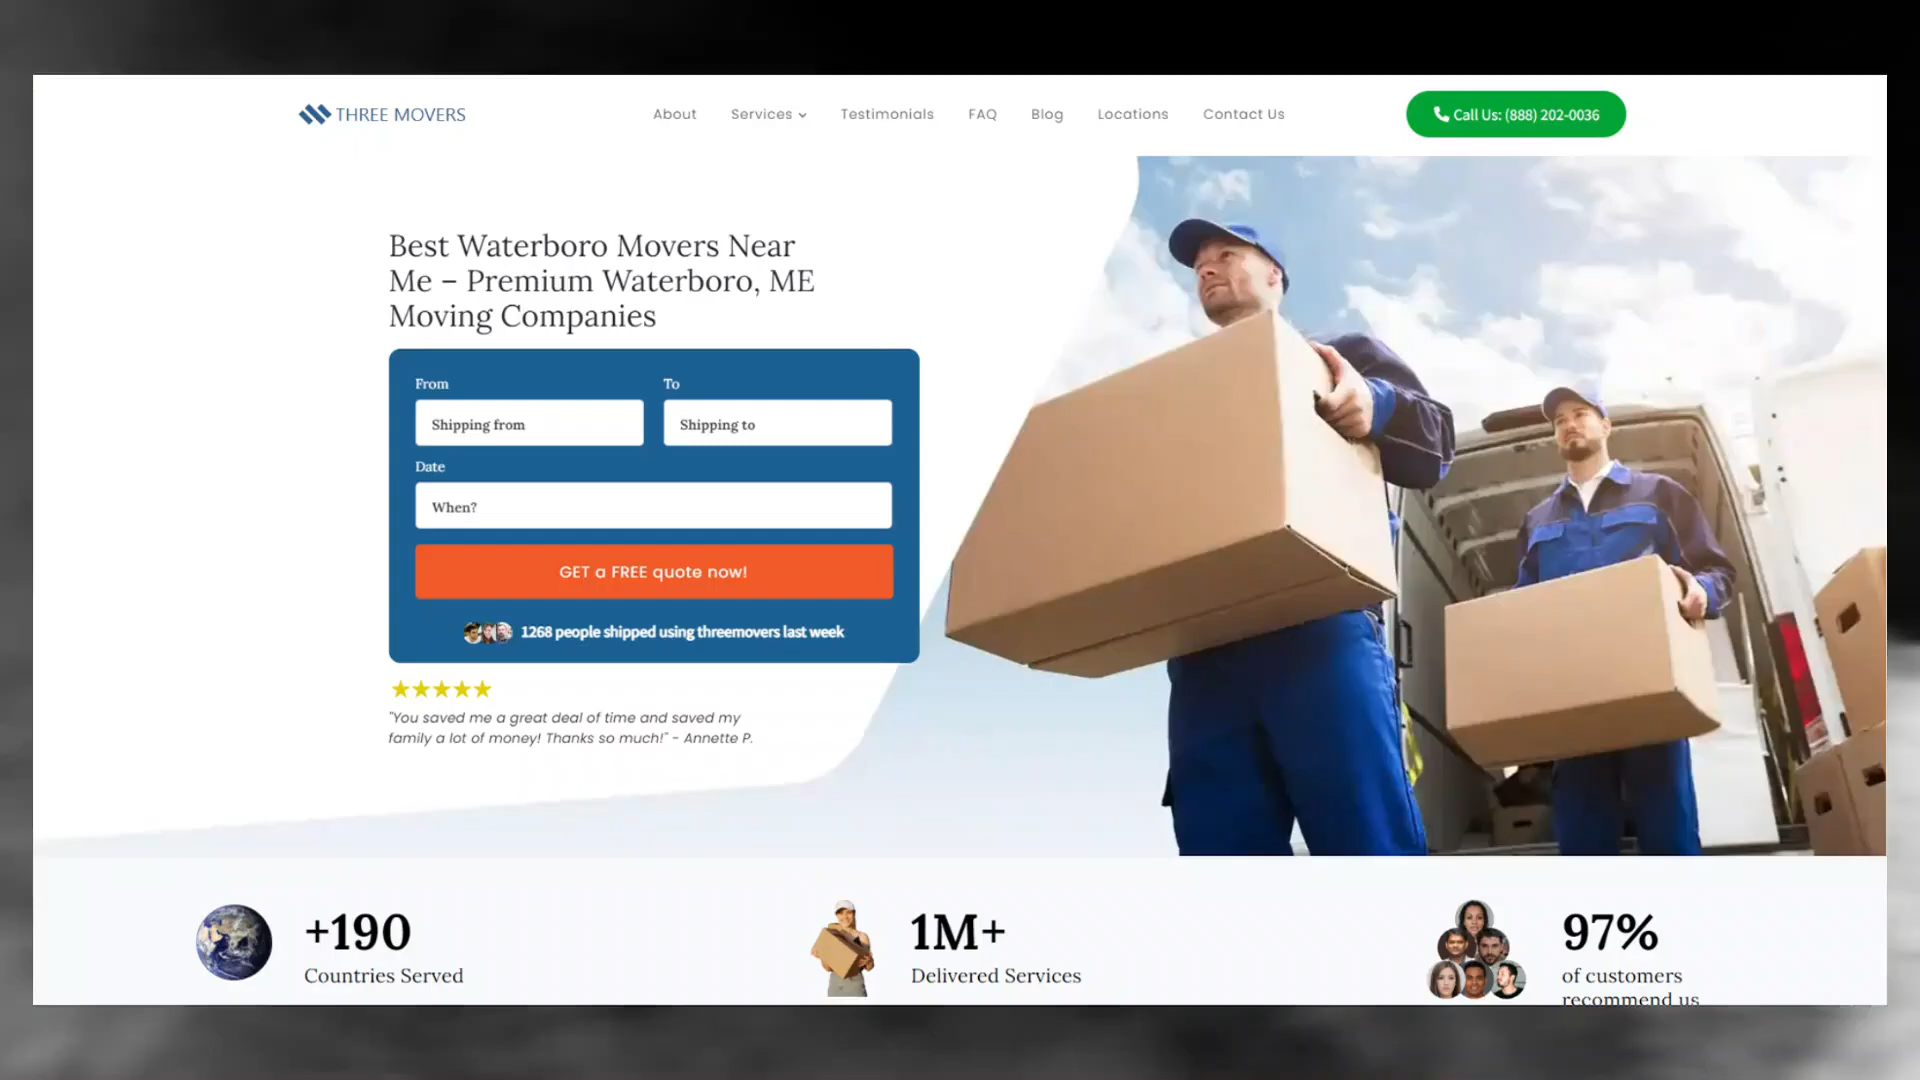 THREE MOVERS
About
Services
Testimonials
FAQ
Blog
Locations
Contact Us
Call Us: (888) 202-0036
Best Waterboro Movers Near
Me – Premium Waterboro, ME
Moving Companies
From
To
Shipping from
Shipping to
Date
When?
GET a FREE quote now!
1268 people shipped using threemovers last week
"You saved me a great deal of time and saved my
family a lot of money! Thanks so much!" - Annette P.
+190
Countries Served
1M+
Delivered Services
97%
of customers
recommend us